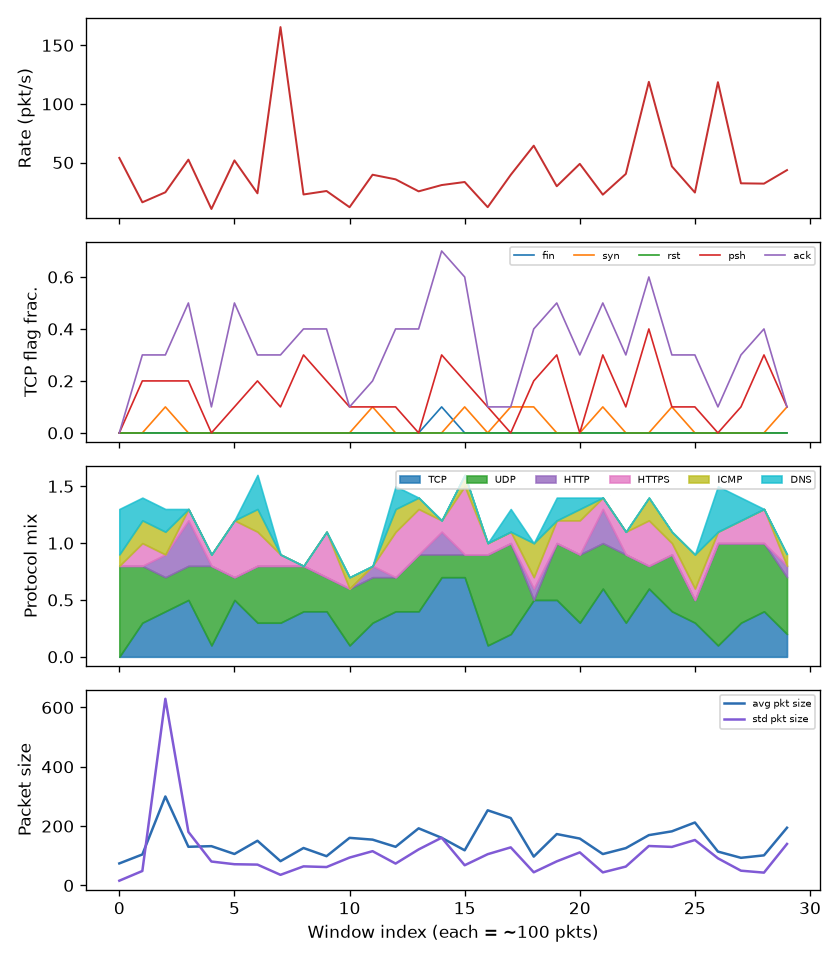 150
100
50
Rate (pkt/s)
fin syn rst psh ack
0.6
0.4
0.2
0.0
TCP flag frac.
TCP UDP HTTP HTTPS ICMP DNS
1.5
1.0
0.5
0.0
Protocol mix
avg pkt size
std pkt size
600
400
200
0
Packet size
0 5 10 15 20 25 30
Window index (each = ~100 pkts)